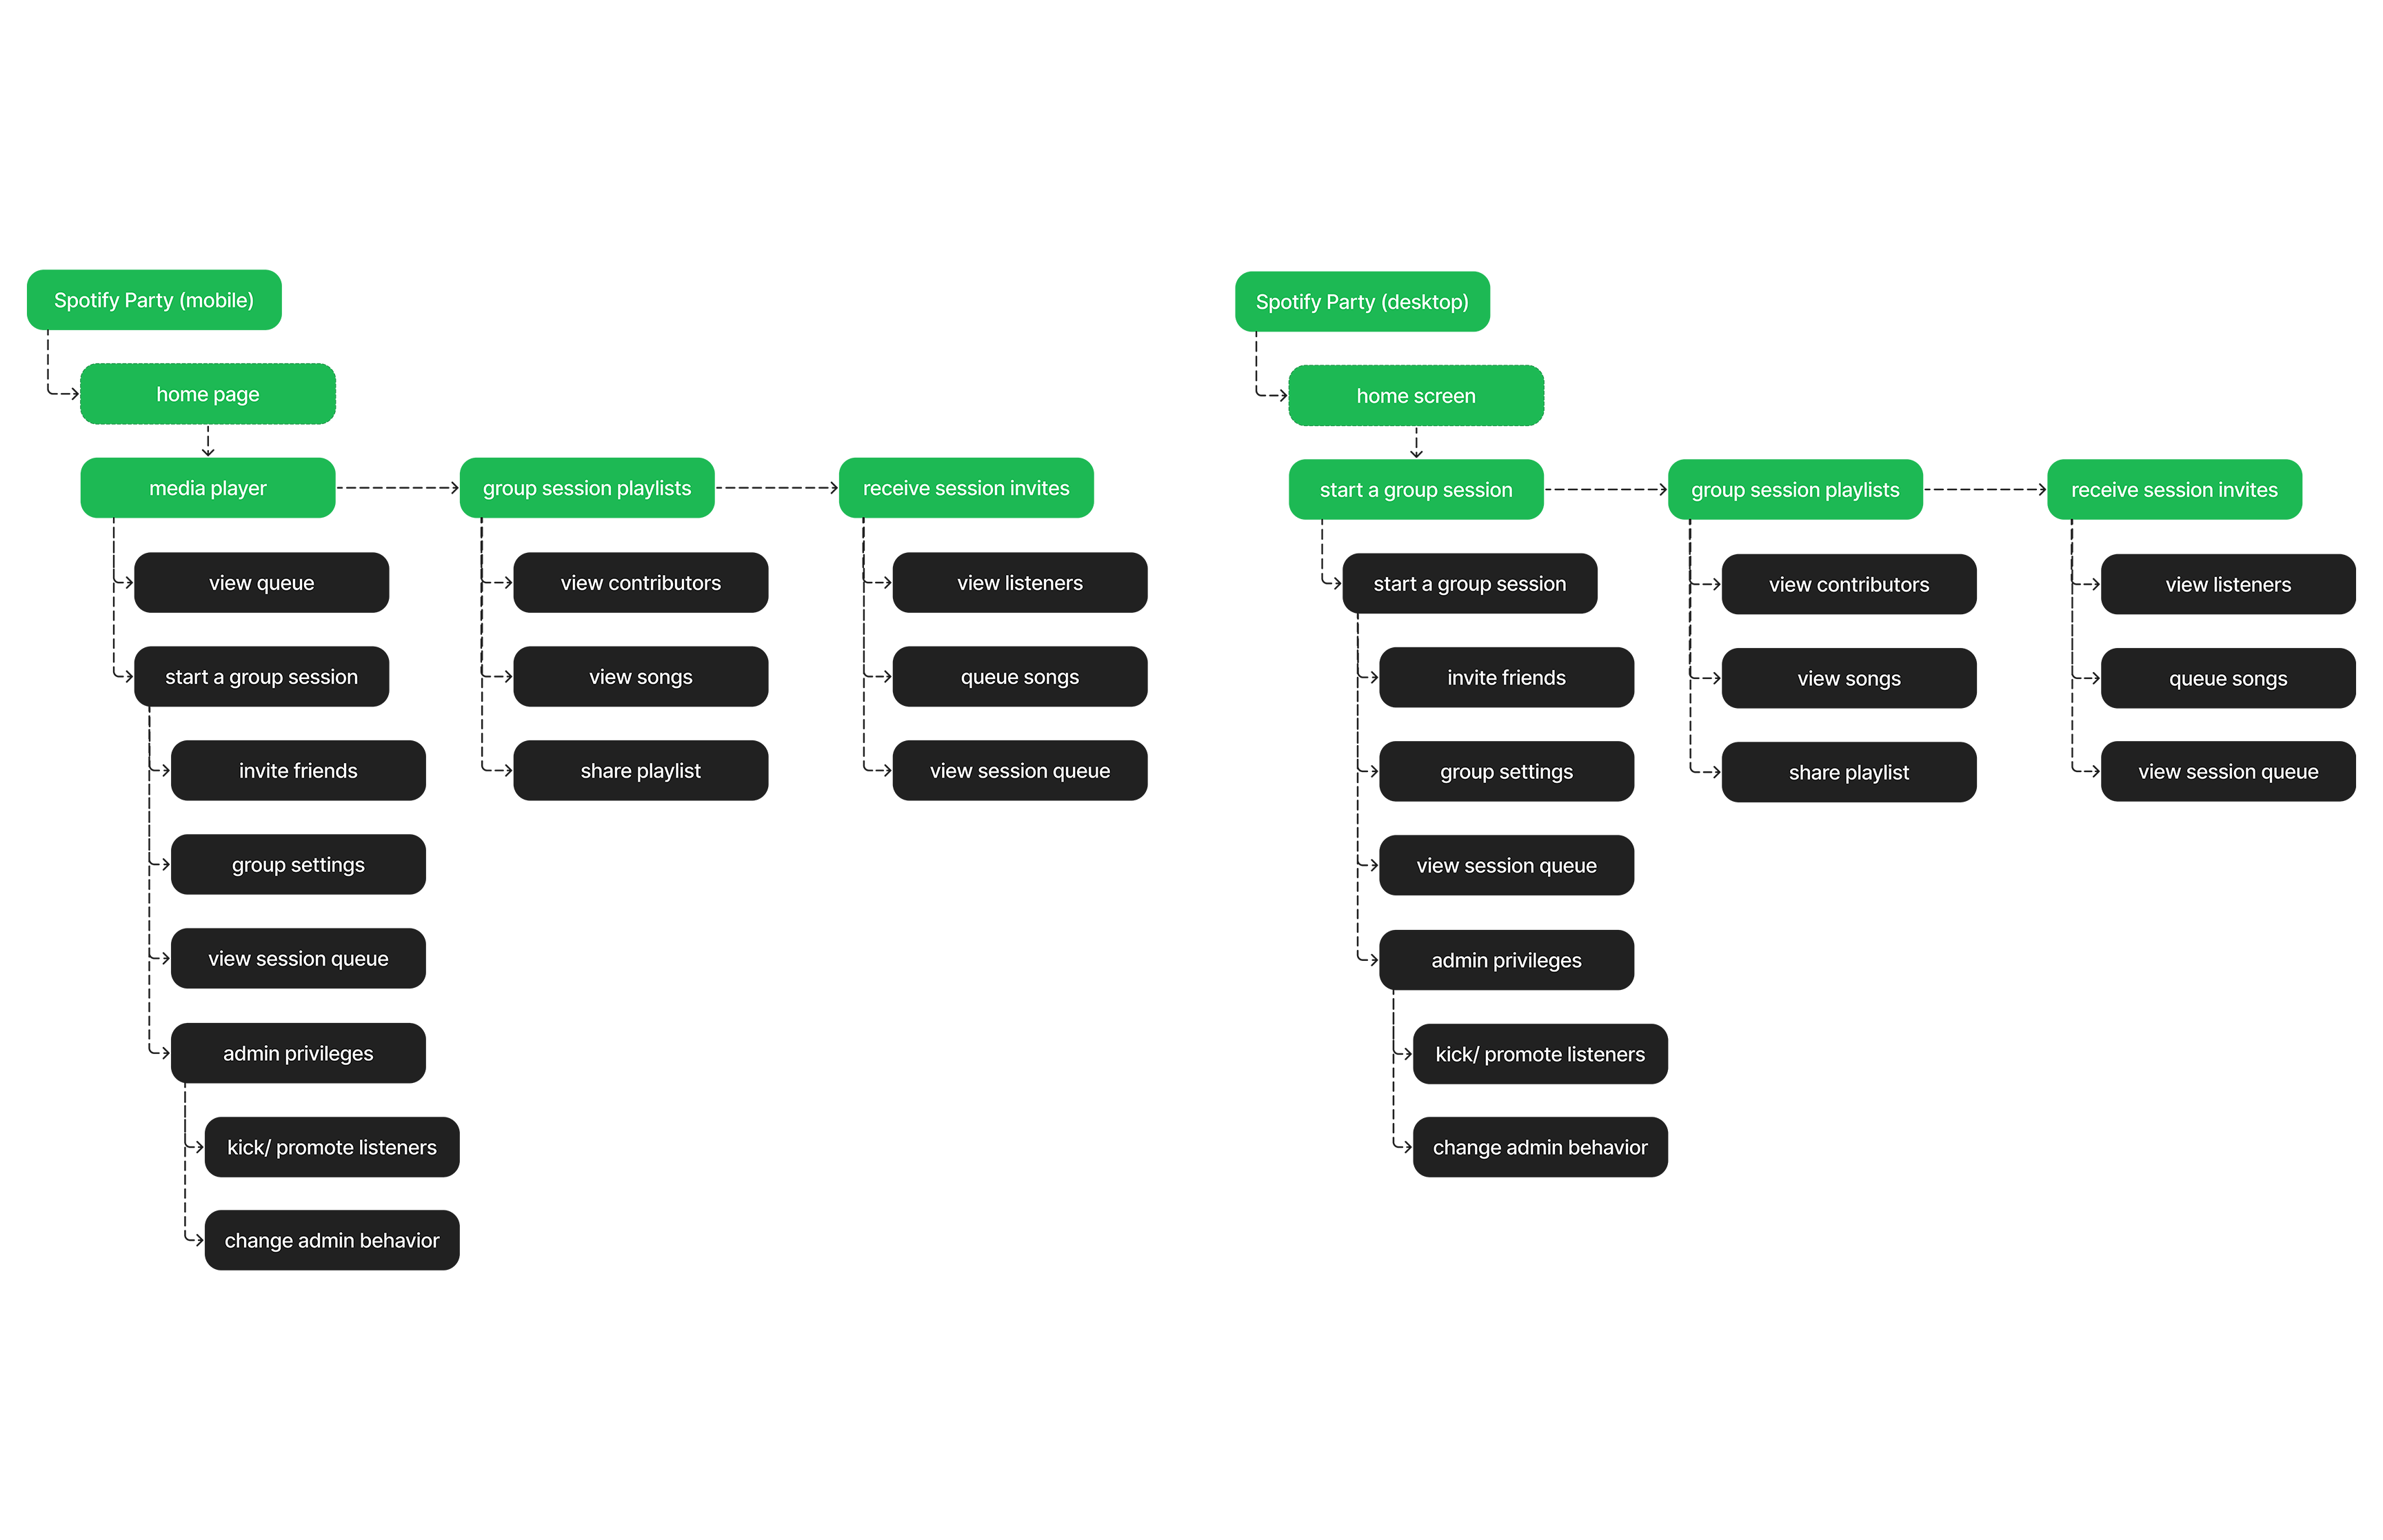 Spotify Party (mobile)
home page
media player
view queue
start a group session
invite friends
group settings
view session queue
admin privileges
kick/ promote listeners
change admin behavior
group session playlists
view contributors
view songs
share playlist
receive session invites
view listeners
queue songs
view session queue
Spotify Party (desktop)
home screen
start a group session
start a group session
invite friends
group settings
view session queue
admin privileges
kick/ promote listeners
change admin behavior
group session playlists
view contributors
view songs
share playlist
receive session invites
view listeners
queue songs
view session queue